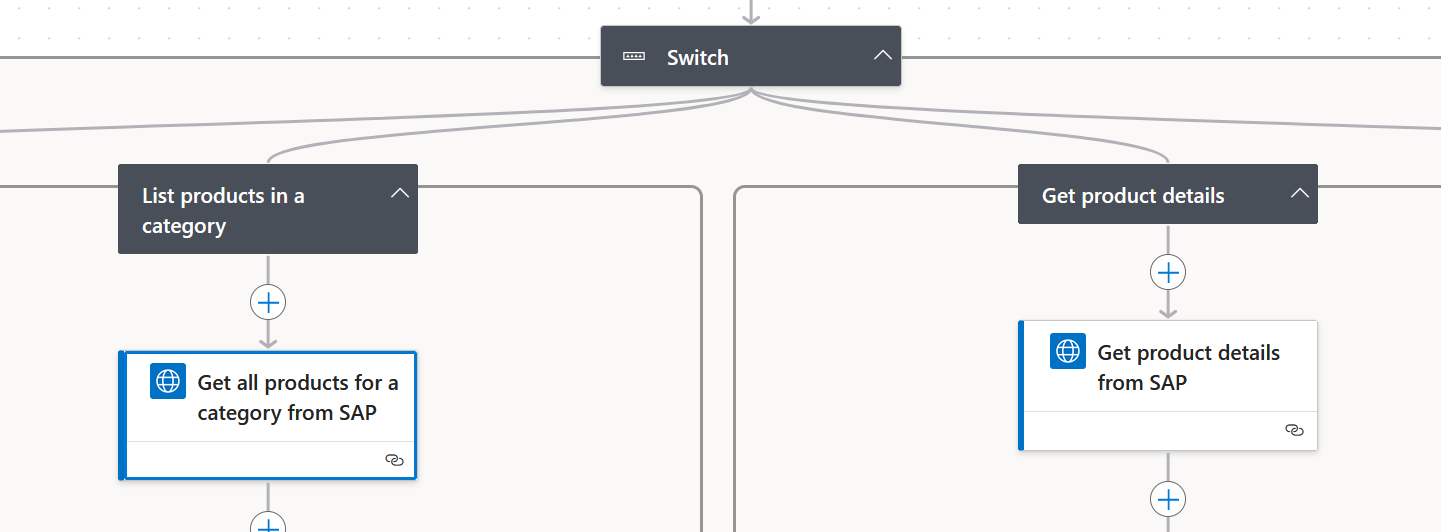 Switch
List products in a
category
Get product details
Get all products for a
category from SAP
Get product details
from SAP